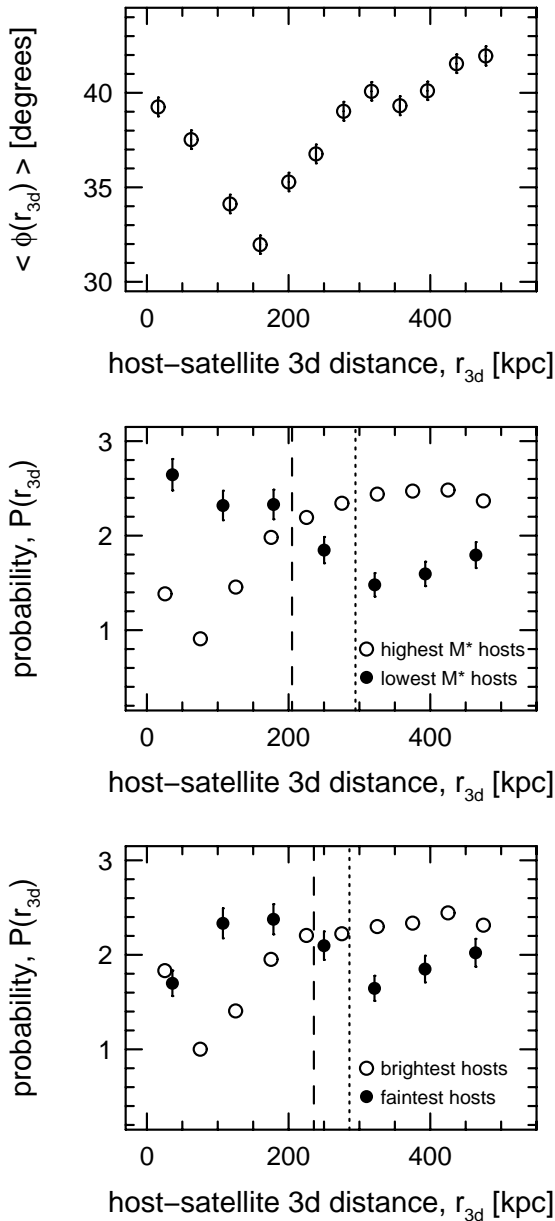 < ϕ(r3d) > [degrees]
40
35
30
0 200 400
host−satellite 3d distance, r3d [kpc]
probability, P(r3d)
3
2
1
highest M* hosts
lowest M* hosts
0 200 400
host−satellite 3d distance, r3d [kpc]
probability, P(r3d)
3
2
1
brightest hosts
faintest hosts
0 200 400
host−satellite 3d distance, r3d [kpc]